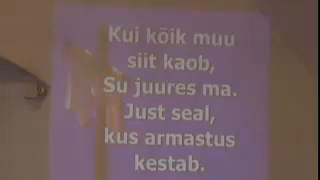 Kui kõik muu
siit kaob,
Su juures ma.
Just seal,
kus armastus
kestab.